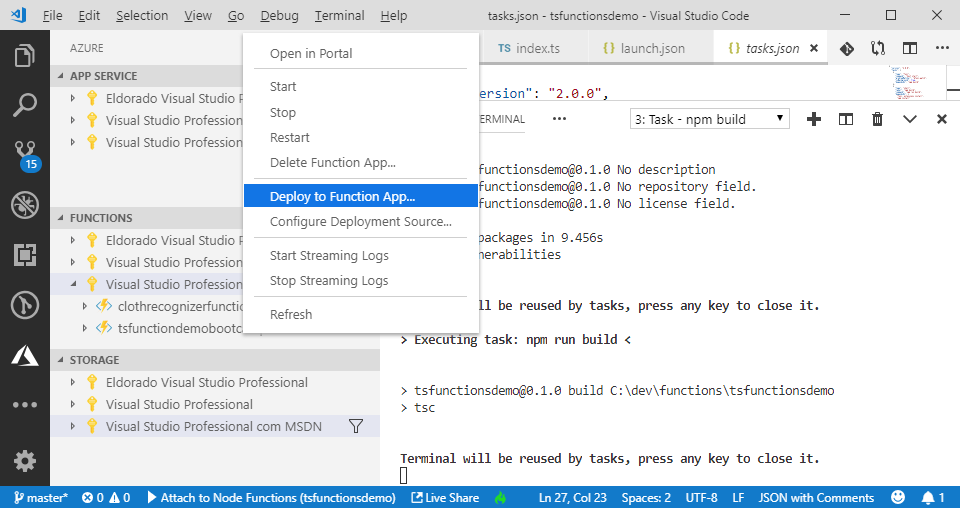 File Edit Selection View Go Debug Terminal Help tasks.json - tsfunctionsdemo - Visual Studio Code
AZURE
TS index.ts launch.json tasks.json
APP SERVICE
Eldorado Visual Studio P
Visual Studio Professional
Visual Studio Professional
15
FUNCTIONS
Eldorado Visual Studio P
Visual Studio Professional
Visual Studio Professional
clothrecognizerfuncti
tsfunctiondemobootc
STORAGE
Eldorado Visual Studio Professional
Visual Studio Professional
Visual Studio Professional com MSDN
Open in Portal
Start
Stop
Restart
Delete Function App...
Deploy to Function App...
Configure Deployment Source...
Start Streaming Logs
Stop Streaming Logs
Refresh
ersion": "2.0.0",
ERMINAL ··· 3: Task - npm build
functionsdemo@0.1.0 No description
functionsdemo@0.1.0 No repository field.
functionsdemo@0.1.0 No license field.
packages in 9.456s
nerabilities
ll be reused by tasks, press any key to close it.
> Executing task: npm run build <
> tsfunctionsdemo@0.1.0 build C:\dev\functions\tsfunctionsdemo
> tsc
Terminal will be reused by tasks, press any key to close it.
master* 0 0 Attach to Node Functions (tsfunctionsdemo) Live Share Ln 27, Col 23 Spaces: 2 UTF-8 LF JSON with Comments 1